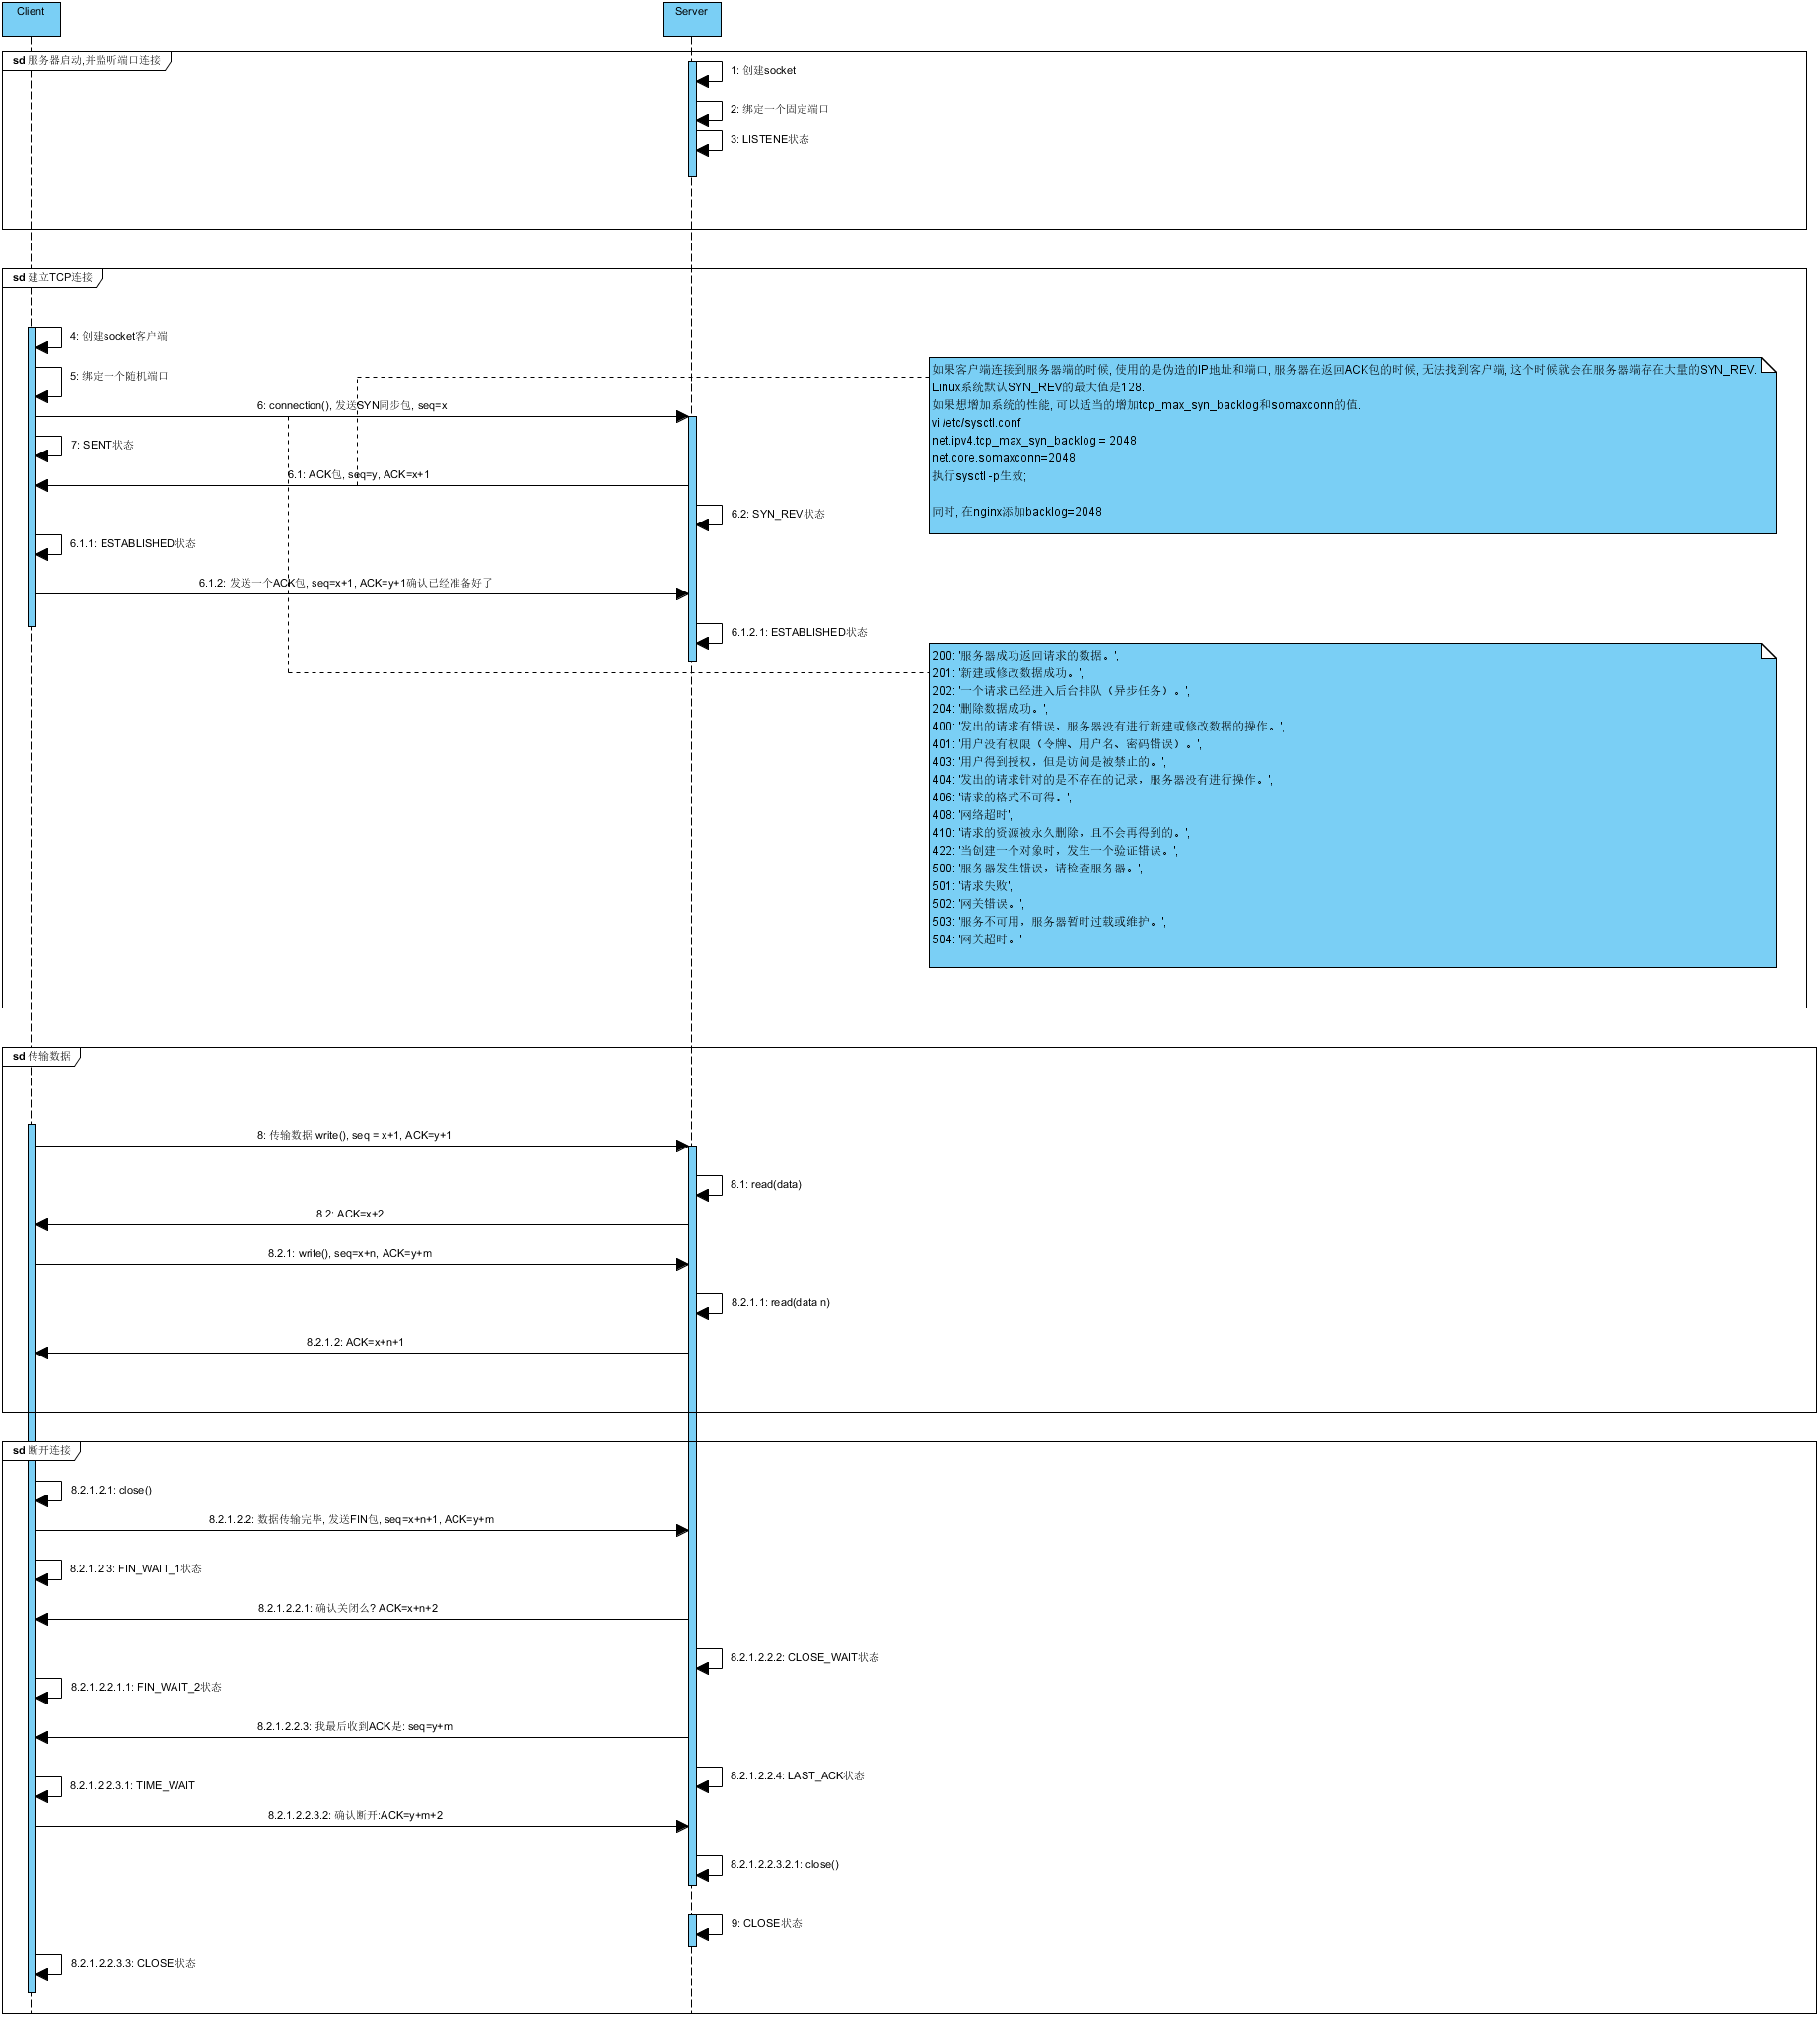 Client
Server
sd 服务器启动,并监听端口连接
1: 创建socket
2: 绑定一个固定端口
3: LISTENE状态
sd 建立TCP连接
4: 创建socket客户端
5: 绑定一个随机端口
如果客户端连接到服务器端的时候, 使用的是伪造的IP地址和端口, 服务器在返回ACK包的时候, 无法找到客户端, 这个时候就会在服务器端存在大量的SYN_REV.
Linux系统默认SYN_REV的最大值是128.
如果想增加系统的性能, 可以适当的增加tcp_max_syn_backlog和somaxconn的值.
vi /etc/sysctl.conf
net.ipv4.tcp_max_syn_backlog = 2048
net.core.somaxconn=2048
执行sysctl -p生效;
同时, 在nginx添加backlog=2048
6: connection(), 发送SYN同步包, seq=x
7: SENT状态
6.1: ACK包, seq=y, ACK=x+1
6.2: SYN_REV状态
6.1.1: ESTABLISHED状态
6.1.2: 发送一个ACK包, seq=x+1, ACK=y+1确认已经准备好了
6.1.2.1: ESTABLISHED状态
200: '服务器成功返回请求的数据。',
201: '新建或修改数据成功。',
202: '一个请求已经进入后台排队（异步任务）。',
204: '删除数据成功。',
400: '发出的请求有错误，服务器没有进行新建或修改数据的操作。',
401: '用户没有权限（令牌、用户名、密码错误）。',
403: '用户得到授权，但是访问是被禁止的。',
404: '发出的请求针对的是不存在的记录，服务器没有进行操作。',
406: '请求的格式不可得。',
408: '网络超时',
410: '请求的资源被永久删除，且不会再得到的。',
422: '当创建一个对象时，发生一个验证错误。',
500: '服务器发生错误，请检查服务器。',
501: '请求失败',
502: '网关错误。',
503: '服务不可用，服务器暂时过载或维护。',
504: '网关超时。'
sd 传输数据
8: 传输数据 write(), seq = x+1, ACK=y+1
8.1: read(data)
8.2: ACK=x+2
8.2.1: write(), seq=x+n, ACK=y+m
8.2.1.1: read(data n)
8.2.1.2: ACK=x+n+1
sd 断开连接
8.2.1.2.1: close()
8.2.1.2.2: 数据传输完毕, 发送FIN包, seq=x+n+1, ACK=y+m
8.2.1.2.3: FIN_WAIT_1状态
8.2.1.2.2.1: 确认关闭么? ACK=x+n+2
8.2.1.2.2.2: CLOSE_WAIT状态
8.2.1.2.2.1.1: FIN_WAIT_2状态
8.2.1.2.2.3: 我最后收到ACK是: seq=y+m
8.2.1.2.2.4: LAST_ACK状态
8.2.1.2.2.3.1: TIME_WAIT
8.2.1.2.2.3.2: 确认断开:ACK=y+m+2
8.2.1.2.2.3.2.1: close()
9: CLOSE状态
8.2.1.2.2.3.3: CLOSE状态